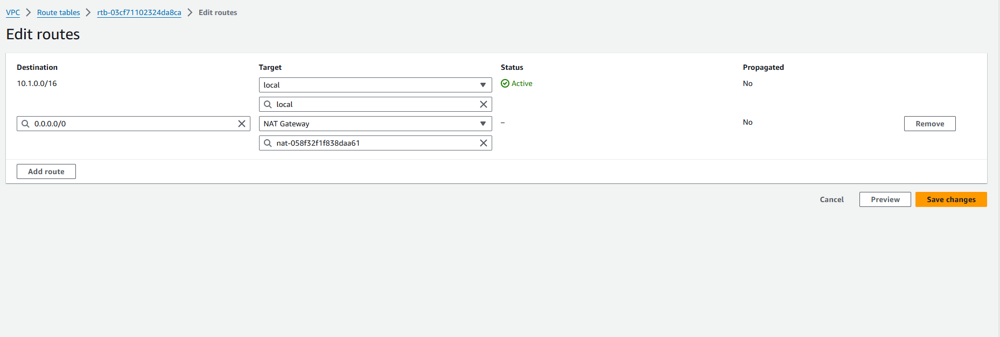 VPC > Route tables > rtb-03cf71102324da8ca > Edit routes
Edit routes
Destination Target Status Propagated
10.1.0.0/16 local Active No
local
0.0.0.0/0 NAT Gateway – No Remove
nat-058f32f1f838daa61
Add route
Cancel Preview Save changes